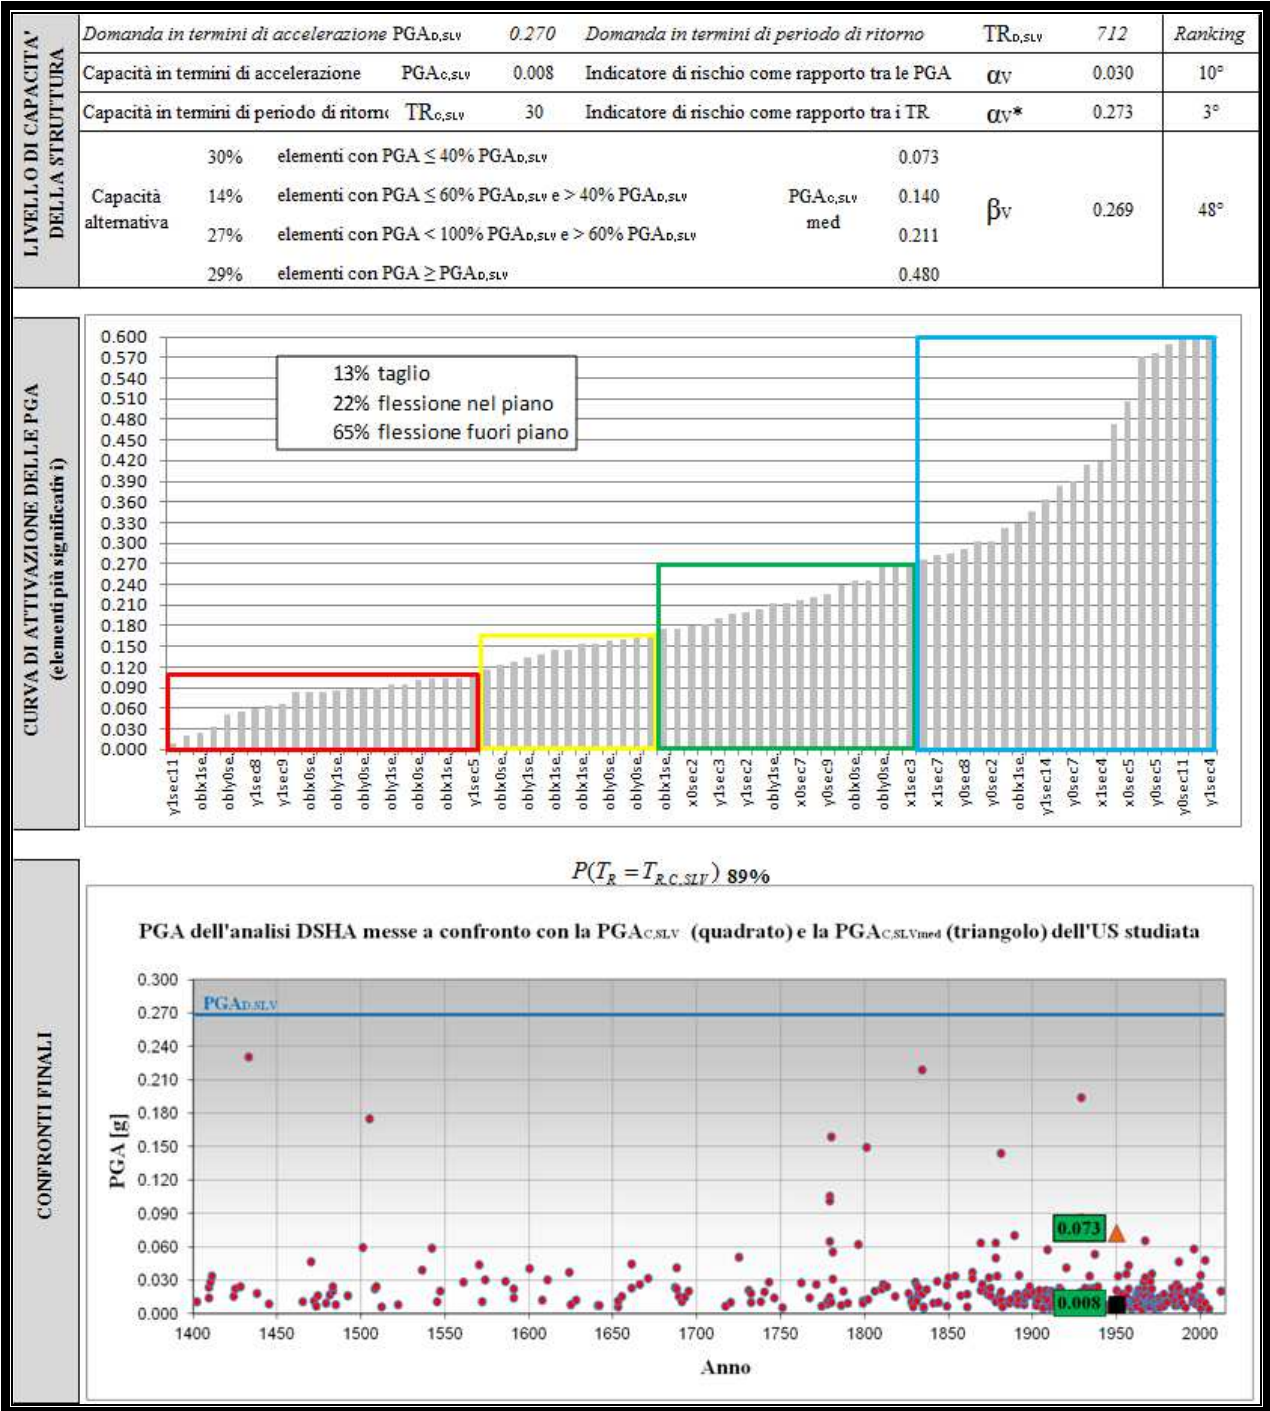 LIVELLO DI CAPACITA'
DELLA STRUTTURA
Domanda in termini di accelerazione PGAD,SLV 0.270 Domanda in termini di periodo di ritorno TRD,SLV 712 Ranking
Capacità in termini di accelerazione PGAC,SLV 0.008 Indicatore di rischio come rapporto tra le PGA αV 0.030 10°
Capacità in termini di periodo di ritorno TRC,SLV 30 Indicatore di rischio come rapporto tra i TR αV* 0.273 3°
Capacità
alternativa
30% elementi con PGA ≤ 40% PGAD,SLV 0.073
14% elementi con PGA ≤ 60% PGAD,SLV e > 40% PGAD,SLV 0.140
27% elementi con PGA < 100% PGAD,SLV e > 60% PGAD,SLV 0.211
29% elementi con PGA ≥ PGAD,SLV 0.480
PGAC,SLV
med
βV 0.269 48°
CURVA DI ATTIVAZIONE DELLE PGA
(elementi più significativi)
0.600
0.570
0.540
0.510
0.480
0.450
0.420
0.390
0.360
0.330
0.300
0.270
0.240
0.210
0.180
0.150
0.120
0.090
0.060
0.030
0.000
13% taglio
22% flessione nel piano
65% flessione fuori piano
y1sec11
obbx1se.
obly0se.
y1sec8
y1sec9
obbx0se.
obly1se.
obbx0se.
obly1se.
obbx0se.
obbx1se.
y1sec5
obbx0se.
obly1se.
obbx1se.
obbx1se.
obly0se.
obly0se.
obbx1se.
x0sec2
y1sec3
y1sec2
obly1se.
x0sec7
y0sec9
obbx0se.
obly0se.
x1sec3
x1sec7
y0sec8
y0sec2
obbx1se.
y1sec14
y0sec7
x1sec4
x0sec5
y0sec5
y0sec11
y1sec4
CONFRONTI FINALI
P(TR = TR,C,SLV) 89%
PGA dell'analisi DSHA messe a confronto con la PGAC,SLV (quadrato) e la PGAC,SLVmed (triangolo) dell'US studiata
PGA [g]
0.300
0.270
0.240
0.210
0.180
0.150
0.120
0.090
0.060
0.030
0.000
PGAD,SLV
0.073
0.008
1400 1450 1500 1550 1600 1650 1700 1750 1800 1850 1900 1950 2000
Anno